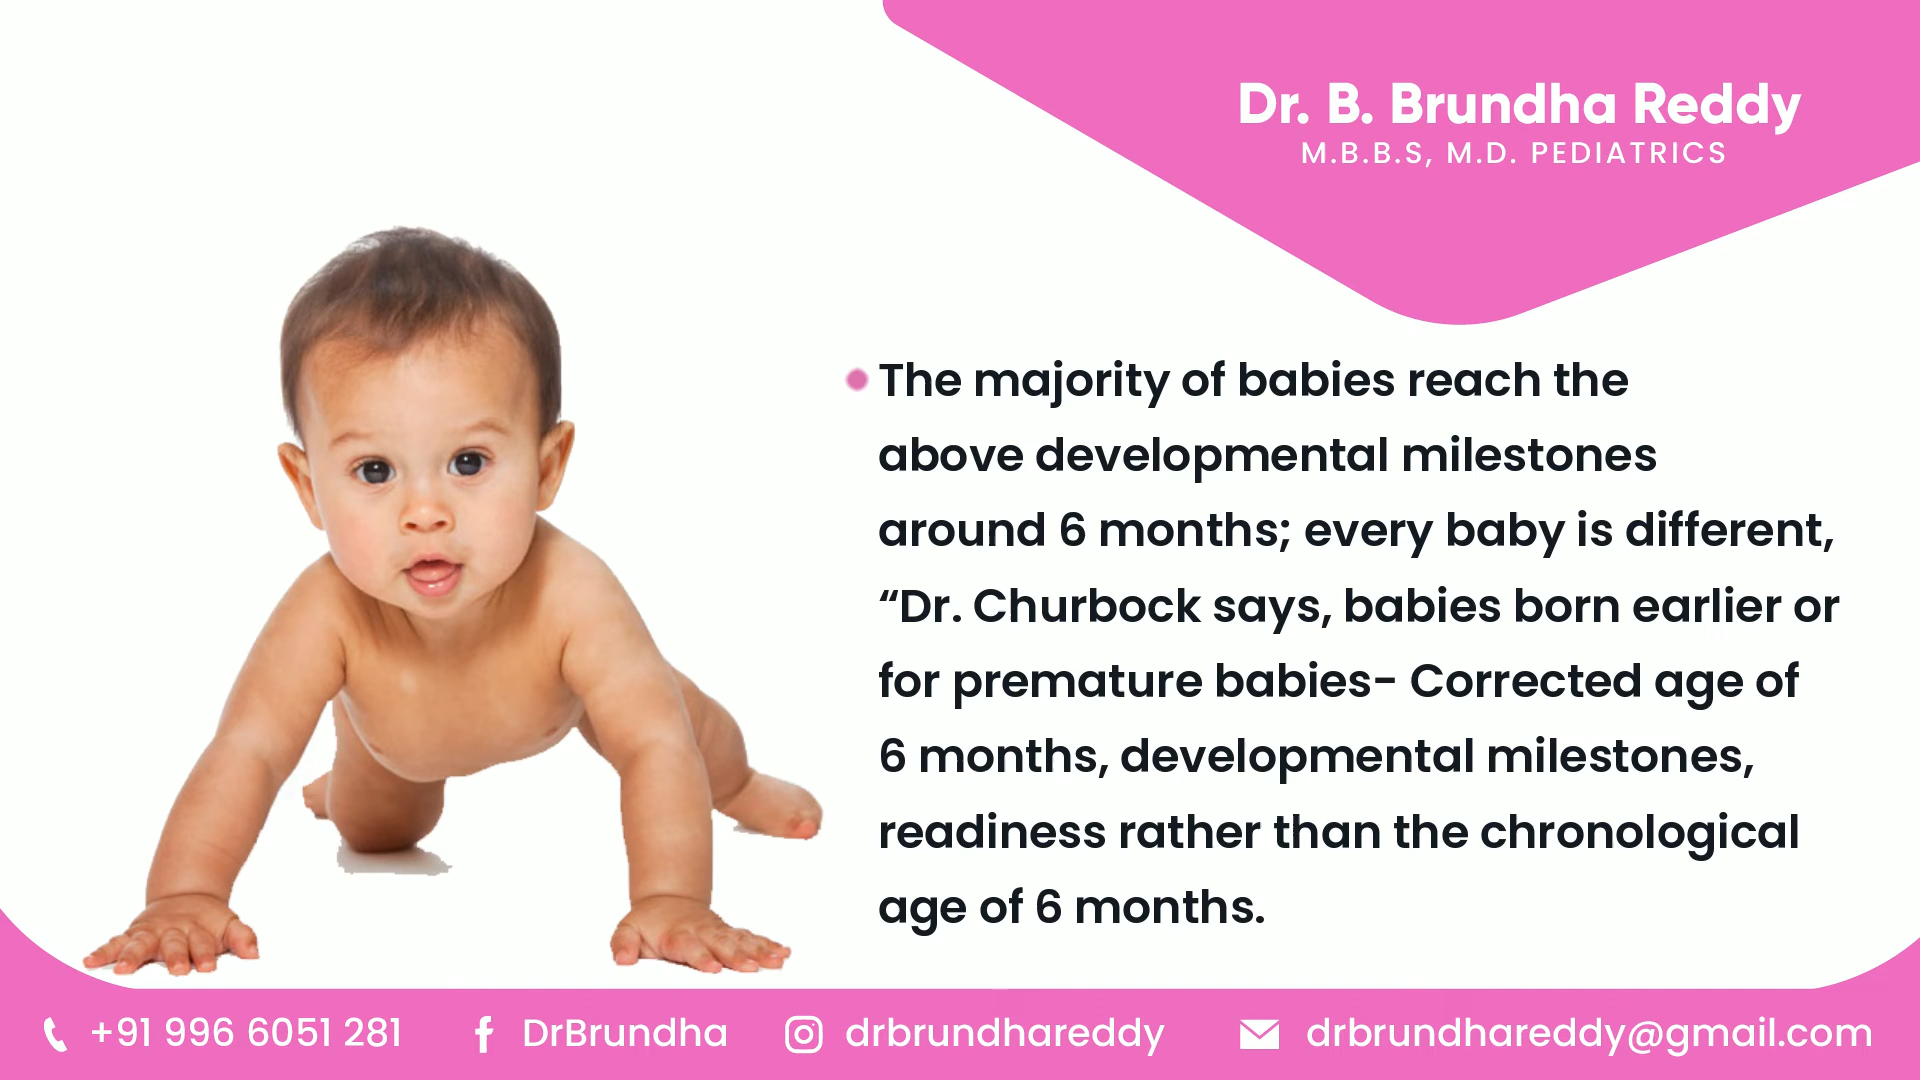 Dr. B. Brundha Reddy
M.B.B.S, M.D. PEDIATRICS
The majority of babies reach the
above developmental milestones
around 6 months; every baby is different,
“Dr. Churbock says, babies born earlier or
for premature babies- Corrected age of
6 months, developmental milestones,
readiness rather than the chronological
age of 6 months.
+91 996 6051 281
DrBrundha
drbrundhareddy
drbrundhareddy@gmail.com